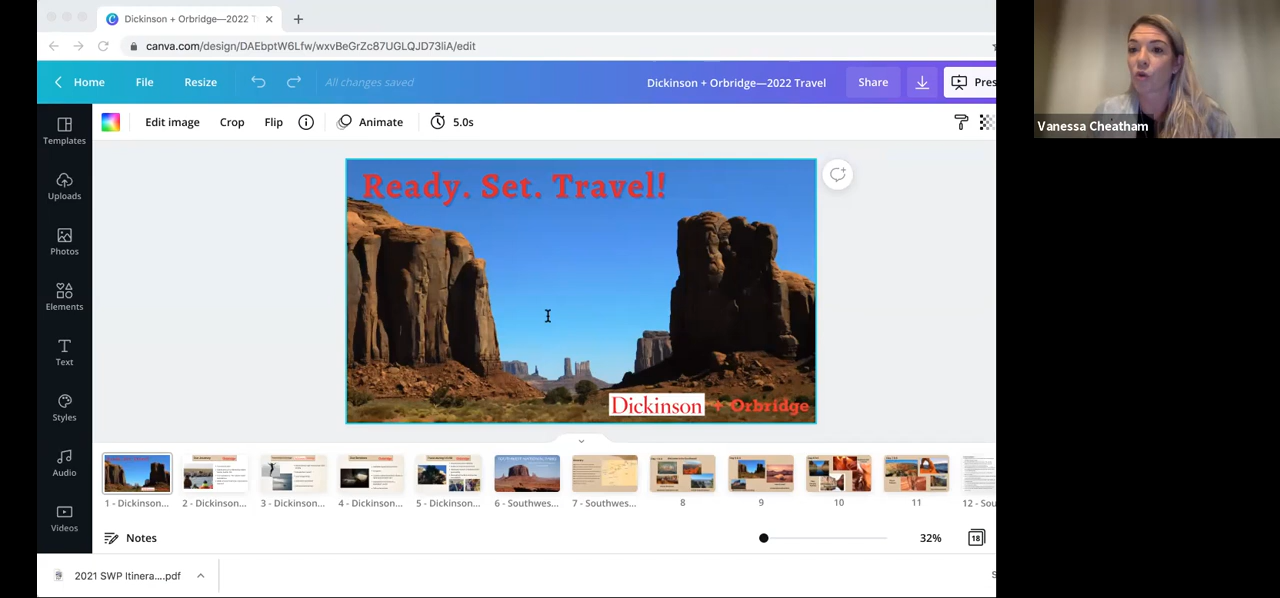 Dickinson + Orbridge—2022 T
canva.com/design/DAEbptW6Lfw/wxvBeGrZc87UGLQJD73liA/edit
Home File Resize All changes saved Dickinson + Orbridge—2022 Travel Share Pres
Edit image Crop Flip Animate 5.0s
Templates
Uploads
Photos
Elements
Text
Styles
Audio
Videos
Ready. Set. Travel!
Dickinson + Orbridge
1 - Dickinson... 2 - Dickinson... 3 - Dickinson... 4 - Dickinson... 5 - Dickinson... 6 - Southwes... 7 - Southwes... 8 9 10 11 12 - Sou
Notes 32% 18
2021 SWP Itinera....pdf
Vanessa Cheatham